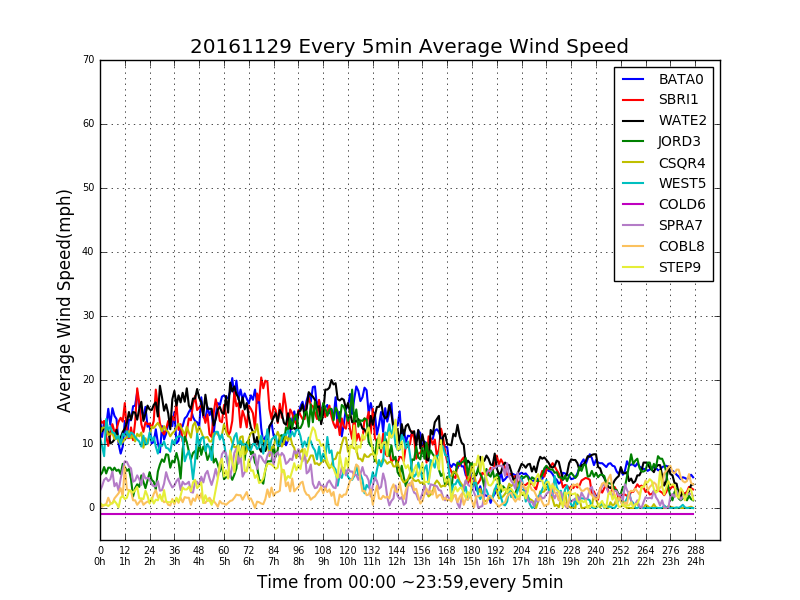 20161129 Every 5min Average Wind Speed
70
60
50
40
30
20
10
0
Average Wind Speed(mph)
BATA0
SBRI1
WATE2
JORD3
CSQR4
WEST5
COLD6
SPRA7
COBL8
STEP9
0 12 24 36 48 60 72 84 96 108 120 132 144 156 168 180 192 204 216 228 240 252 264 276 288
0h 1h 2h 3h 4h 5h 6h 7h 8h 9h 10h 11h 12h 13h 14h 15h 16h 17h 18h 19h 20h 21h 22h 23h 24h
Time from 00:00 ~23:59,every 5min